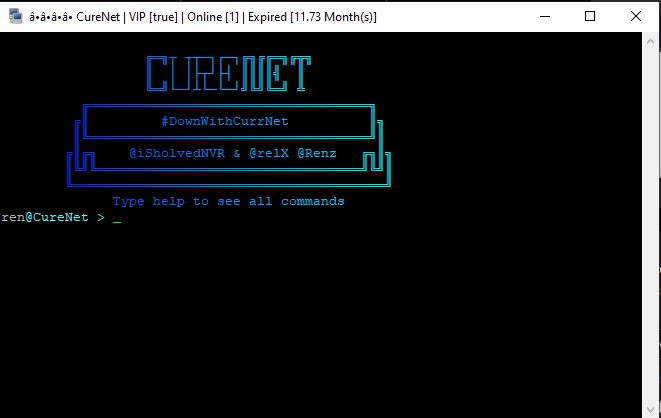 â•â•â•â• CureNet | VIP [true] | Online [1] | Expired [11.73 Month(s)]
CURENET
#DownWithCurrNet
@iSholvedNVR & @relX @Renz
Type help to see all commands
ren@CureNet > _